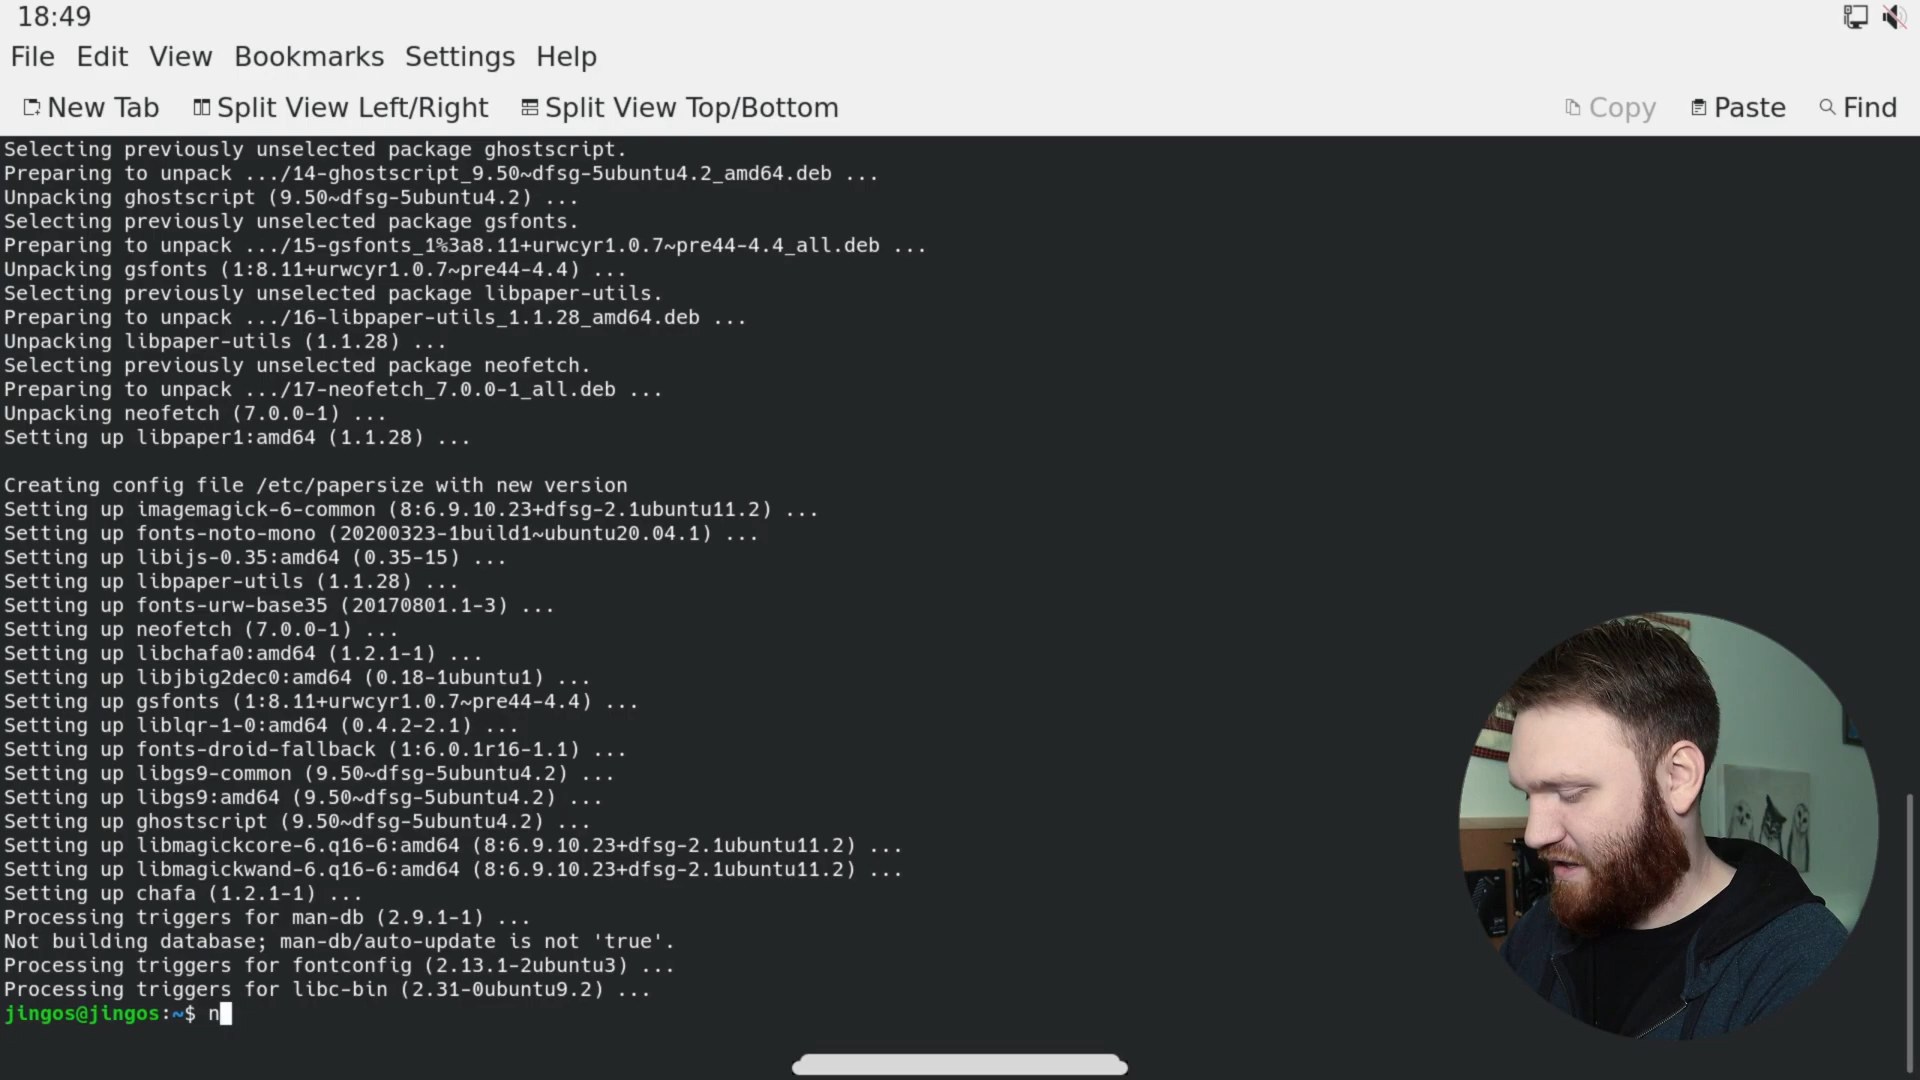 18:49
File Edit View Bookmarks Settings Help
New Tab Split View Left/Right Split View Top/Bottom Copy Paste Find
Selecting previously unselected package ghostscript.
Preparing to unpack .../14-ghostscript_9.50~dfsg-5ubuntu4.2_amd64.deb ...
Unpacking ghostscript (9.50~dfsg-5ubuntu4.2) ...
Selecting previously unselected package gsfonts.
Preparing to unpack .../15-gsfonts_1%3a8.11+urwcyr1.0.7~pre44-4.4_all.deb ...
Unpacking gsfonts (1:8.11+urwcyr1.0.7~pre44-4.4) ...
Selecting previously unselected package libpaper-utils.
Preparing to unpack .../16-libpaper-utils_1.1.28_amd64.deb ...
Unpacking libpaper-utils (1.1.28) ...
Selecting previously unselected package neofetch.
Preparing to unpack .../17-neofetch_7.0.0-1_all.deb ...
Unpacking neofetch (7.0.0-1) ...
Setting up libpaper1:amd64 (1.1.28) ...
Creating config file /etc/papersize with new version
Setting up imagemagick-6-common (8:6.9.10.23+dfsg-2.1ubuntu11.2) ...
Setting up fonts-noto-mono (20200323-1build1~ubuntu20.04.1) ...
Setting up libijs-0.35:amd64 (0.35-15) ...
Setting up libpaper-utils (1.1.28) ...
Setting up fonts-urw-base35 (20170801.1-3) ...
Setting up neofetch (7.0.0-1) ...
Setting up libchafa0:amd64 (1.2.1-1) ...
Setting up libjbig2dec0:amd64 (0.18-1ubuntu1) ...
Setting up gsfonts (1:8.11+urwcyr1.0.7~pre44-4.4) ...
Setting up liblqr-1-0:amd64 (0.4.2-2.1) ...
Setting up fonts-droid-fallback (1:6.0.1r16-1.1) ...
Setting up libgs9-common (9.50~dfsg-5ubuntu4.2) ...
Setting up libgs9:amd64 (9.50~dfsg-5ubuntu4.2) ...
Setting up ghostscript (9.50~dfsg-5ubuntu4.2) ...
Setting up libmagickcore-6.q16-6:amd64 (8:6.9.10.23+dfsg-2.1ubuntu11.2) ...
Setting up libmagickwand-6.q16-6:amd64 (8:6.9.10.23+dfsg-2.1ubuntu11.2) ...
Setting up chafa (1.2.1-1) ...
Processing triggers for man-db (2.9.1-1) ...
Not building database; man-db/auto-update is not 'true'.
Processing triggers for fontconfig (2.13.1-2ubuntu3) ...
Processing triggers for libc-bin (2.31-0ubuntu9.2) ...
jingos@jingos:~$ n